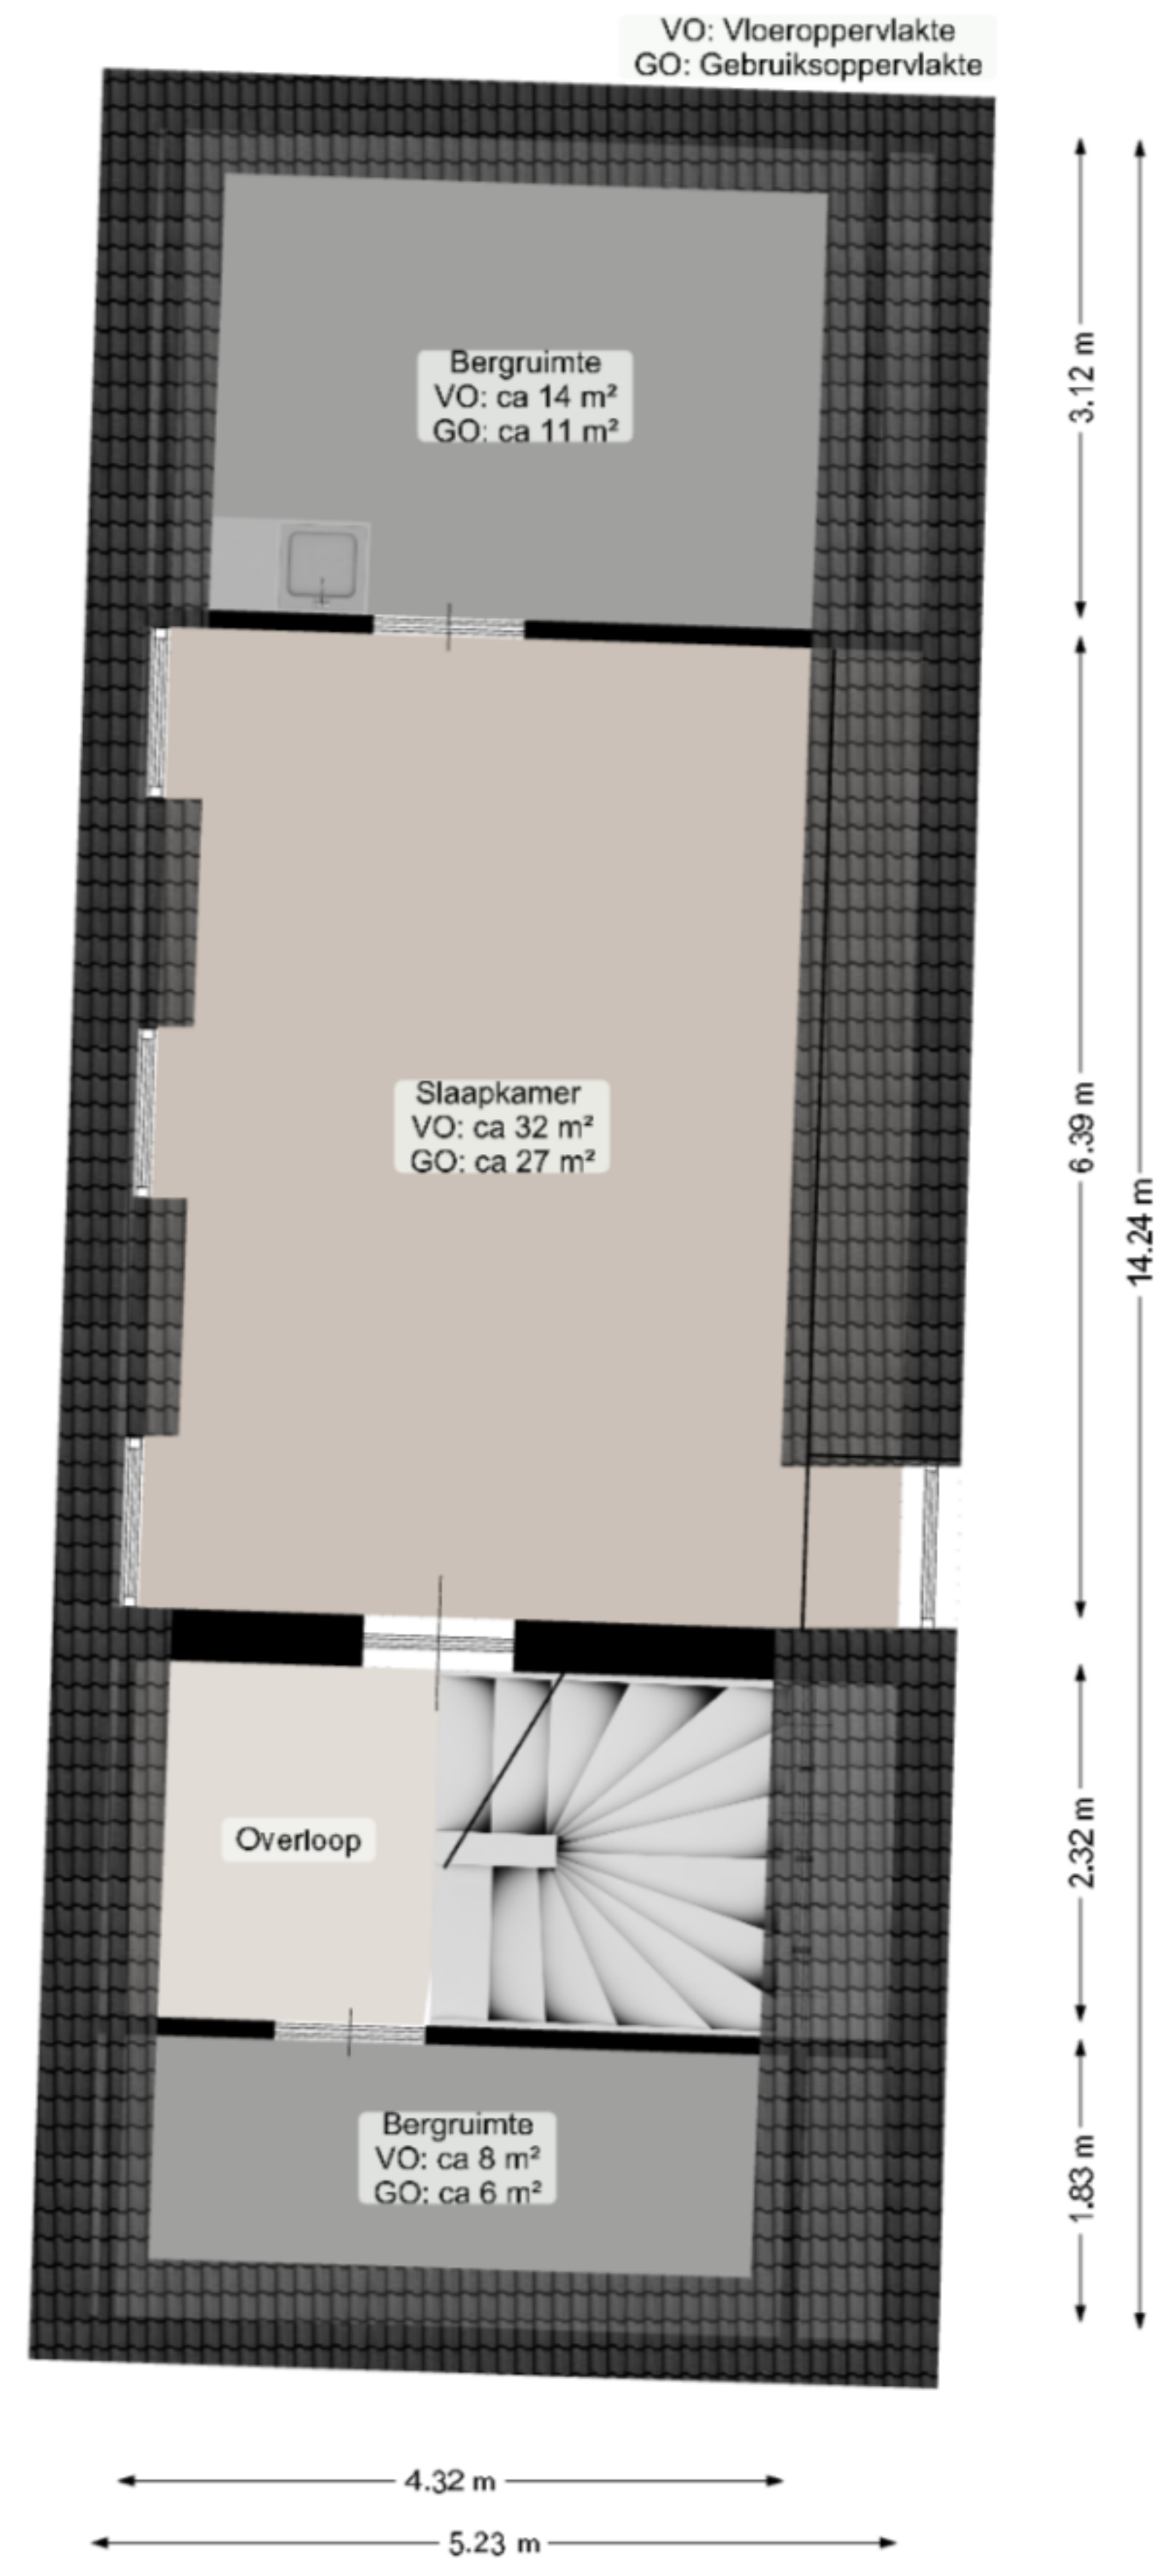 VO: Vloeroppervlakte
GO: Gebruiksoppervlakte
Bergruimte
VO: ca 14 m²
GO: ca 11 m²
3.12 m
Slaapkamer
VO: ca 32 m²
GO: ca 27 m²
6.39 m
14.24 m
Overloop
2.32 m
Bergruimte
VO: ca 8 m²
GO: ca 6 m²
1.83 m
4.32 m
5.23 m